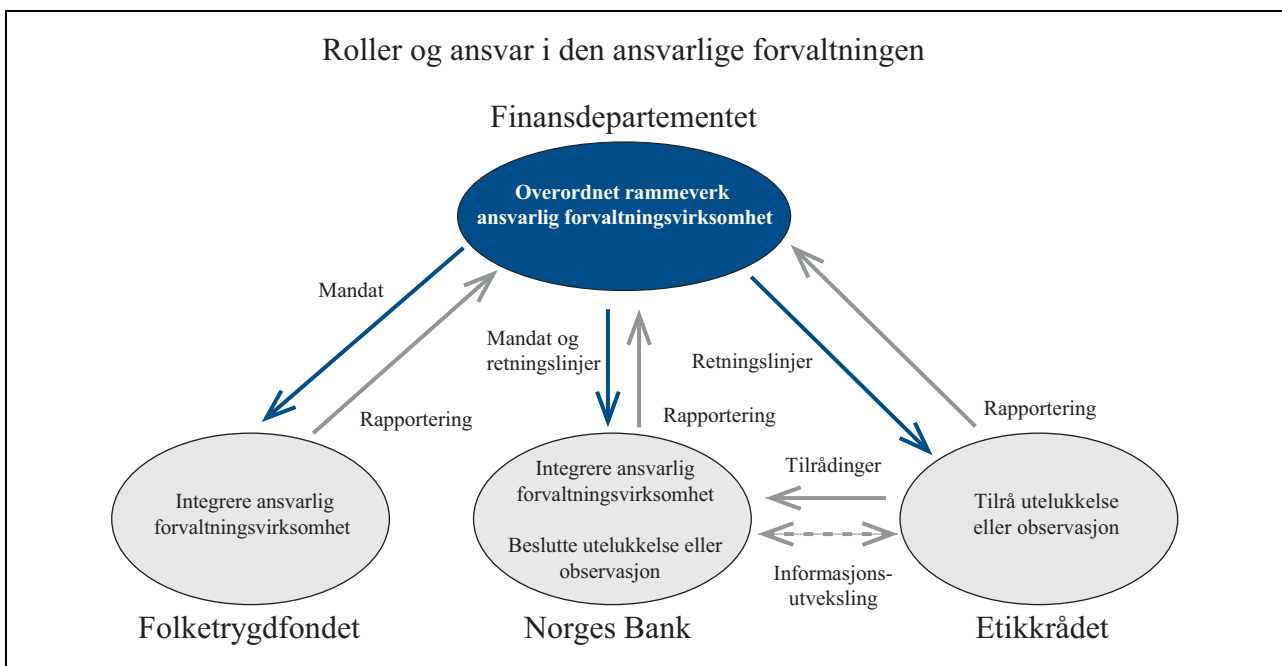 Roller og ansvar i den ansvarlige forvaltningen
Finansdepartementet
Overordnet rammeverk
ansvarlig forvaltningsvirksomhet
Mandat
Rapportering
Mandat og
retningslinjer
Rapportering
Retningslinjer
Rapportering
Integrere ansvarlig
forvaltningsvirksomhet
Folketrygdfondet
Integrere ansvarlig
forvaltningsvirksomhet
Beslutte utelukkelse eller
observasjon
Norges Bank
Tilrådinger
Informasjons-
utveksling
Tilrå utelukkelse
eller observasjon
Etikkrådet